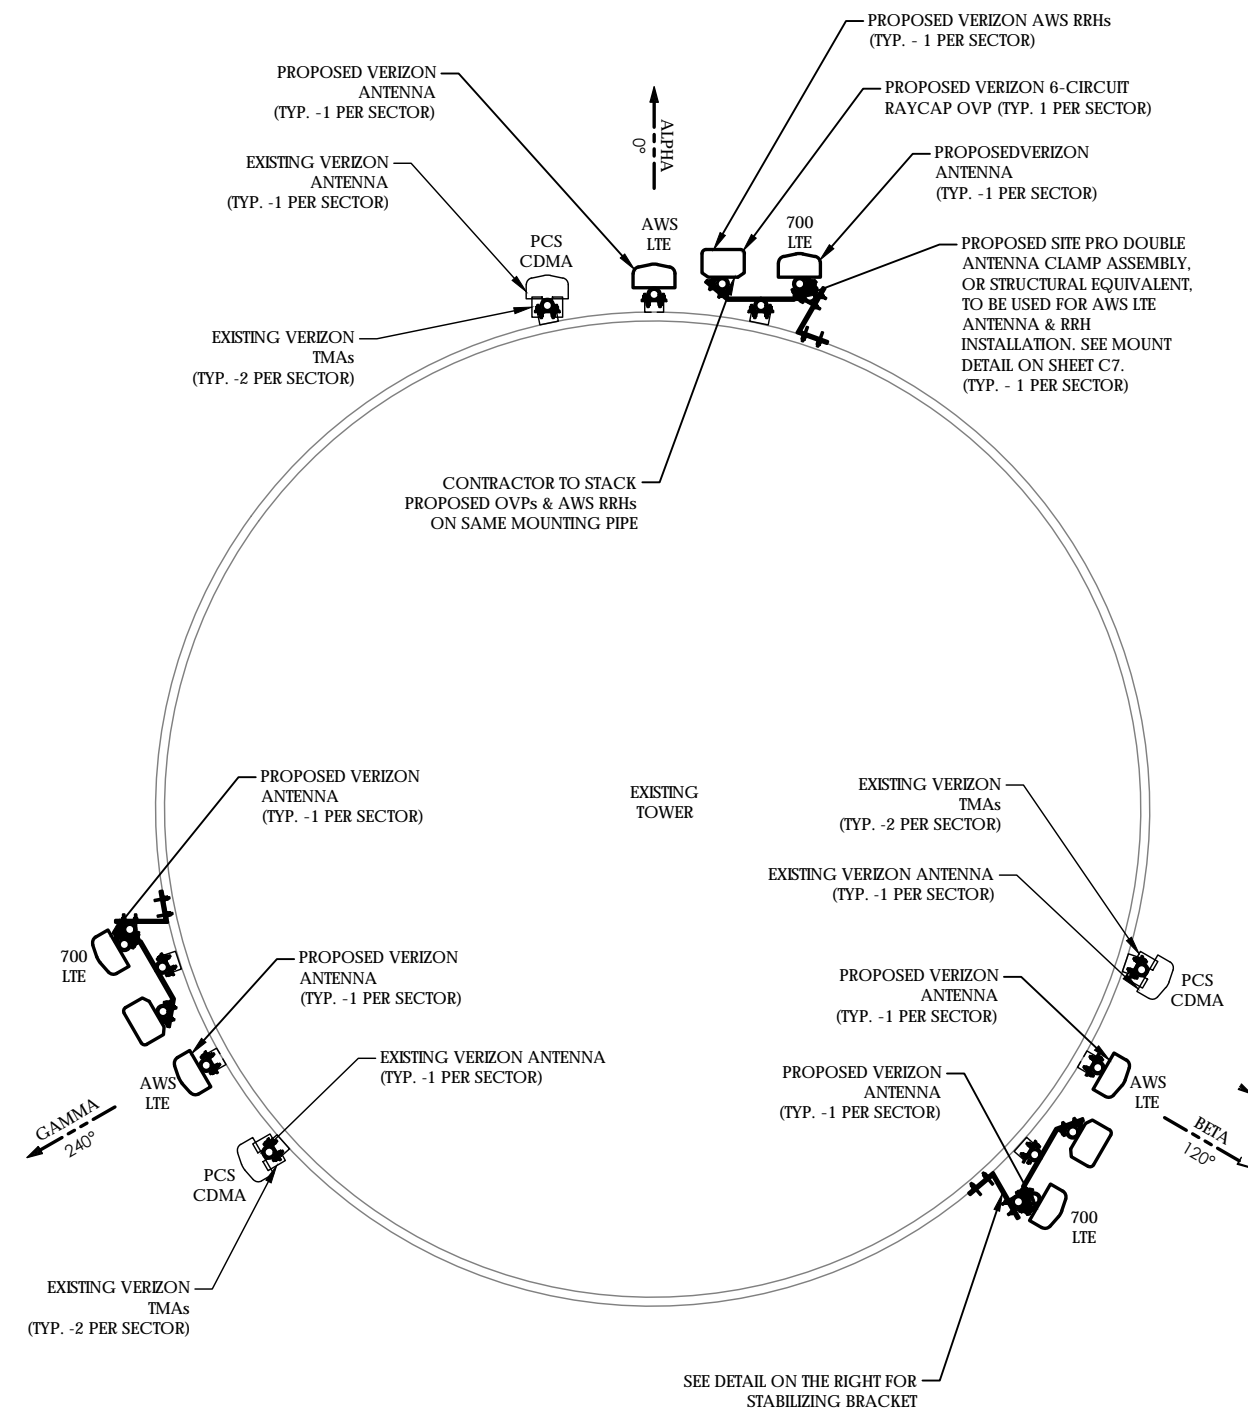 PROPOSED VERIZON AWS RRHs
(TYP. - 1 PER SECTOR)
PROPOSED VERIZON
ANTENNA
(TYP. -1 PER SECTOR)
PROPOSED VERIZON 6-CIRCUIT
RAYCAP OVP (TYP. 1 PER SECTOR)
ALPHA
0°
EXISTING VERIZON
ANTENNA
(TYP. -1 PER SECTOR)
PROPOSEDVERIZON
ANTENNA
(TYP. -1 PER SECTOR)
PCS
CDMA
AWS
LTE
700
LTE
PROPOSED SITE PRO DOUBLE
ANTENNA CLAMP ASSEMBLY,
OR STRUCTURAL EQUIVALENT,
TO BE USED FOR AWS LTE
ANTENNA & RRH
INSTALLATION. SEE MOUNT
DETAIL ON SHEET C7.
(TYP. - 1 PER SECTOR)
EXISTING VERIZON
TMAs
(TYP. -2 PER SECTOR)
CONTRACTOR TO STACK
PROPOSED OVPs & AWS RRHs
ON SAME MOUNTING PIPE
PROPOSED VERIZON
ANTENNA
(TYP. -1 PER SECTOR)
EXISTING
TOWER
EXISTING VERIZON
TMAs
(TYP. -2 PER SECTOR)
EXISTING VERIZON ANTENNA
(TYP. -1 PER SECTOR)
700
LTE
PROPOSED VERIZON
ANTENNA
(TYP. -1 PER SECTOR)
PROPOSED VERIZON
ANTENNA
(TYP. -1 PER SECTOR)
PCS
CDMA
EXISTING VERIZON ANTENNA
(TYP. -1 PER SECTOR)
PROPOSED VERIZON
ANTENNA
(TYP. -1 PER SECTOR)
AWS
LTE
AWS
LTE
GAMMA
240°
BETA
120°
PCS
CDMA
700
LTE
EXISTING VERIZON
TMAs
(TYP. -2 PER SECTOR)
SEE DETAIL ON THE RIGHT FOR
STABILIZING BRACKET